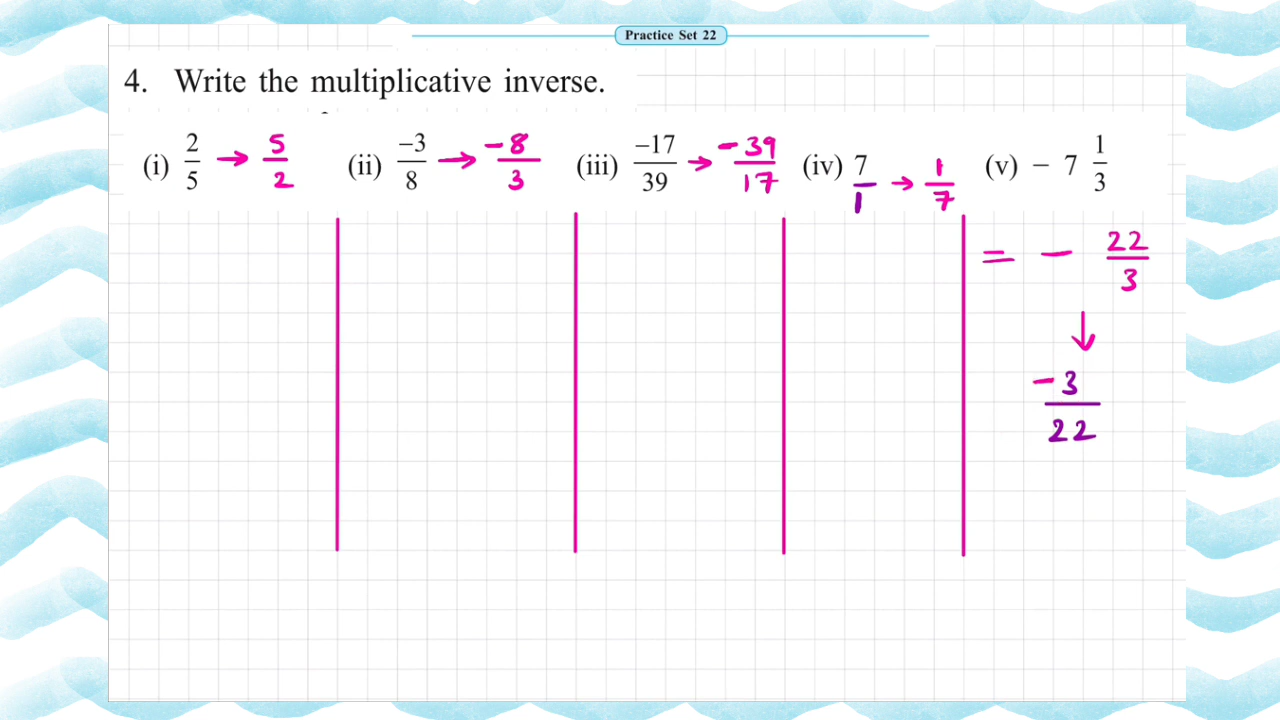 Practice Set 22
4. Write the multiplicative inverse.
(i) 2/5 → 5/2 (ii) -3/8 → -8/3 (iii) -17/39 → -39/17 (iv) 7/1 → 1/7 (v) - 7 1/3
= - 22/3
↓
-3/22